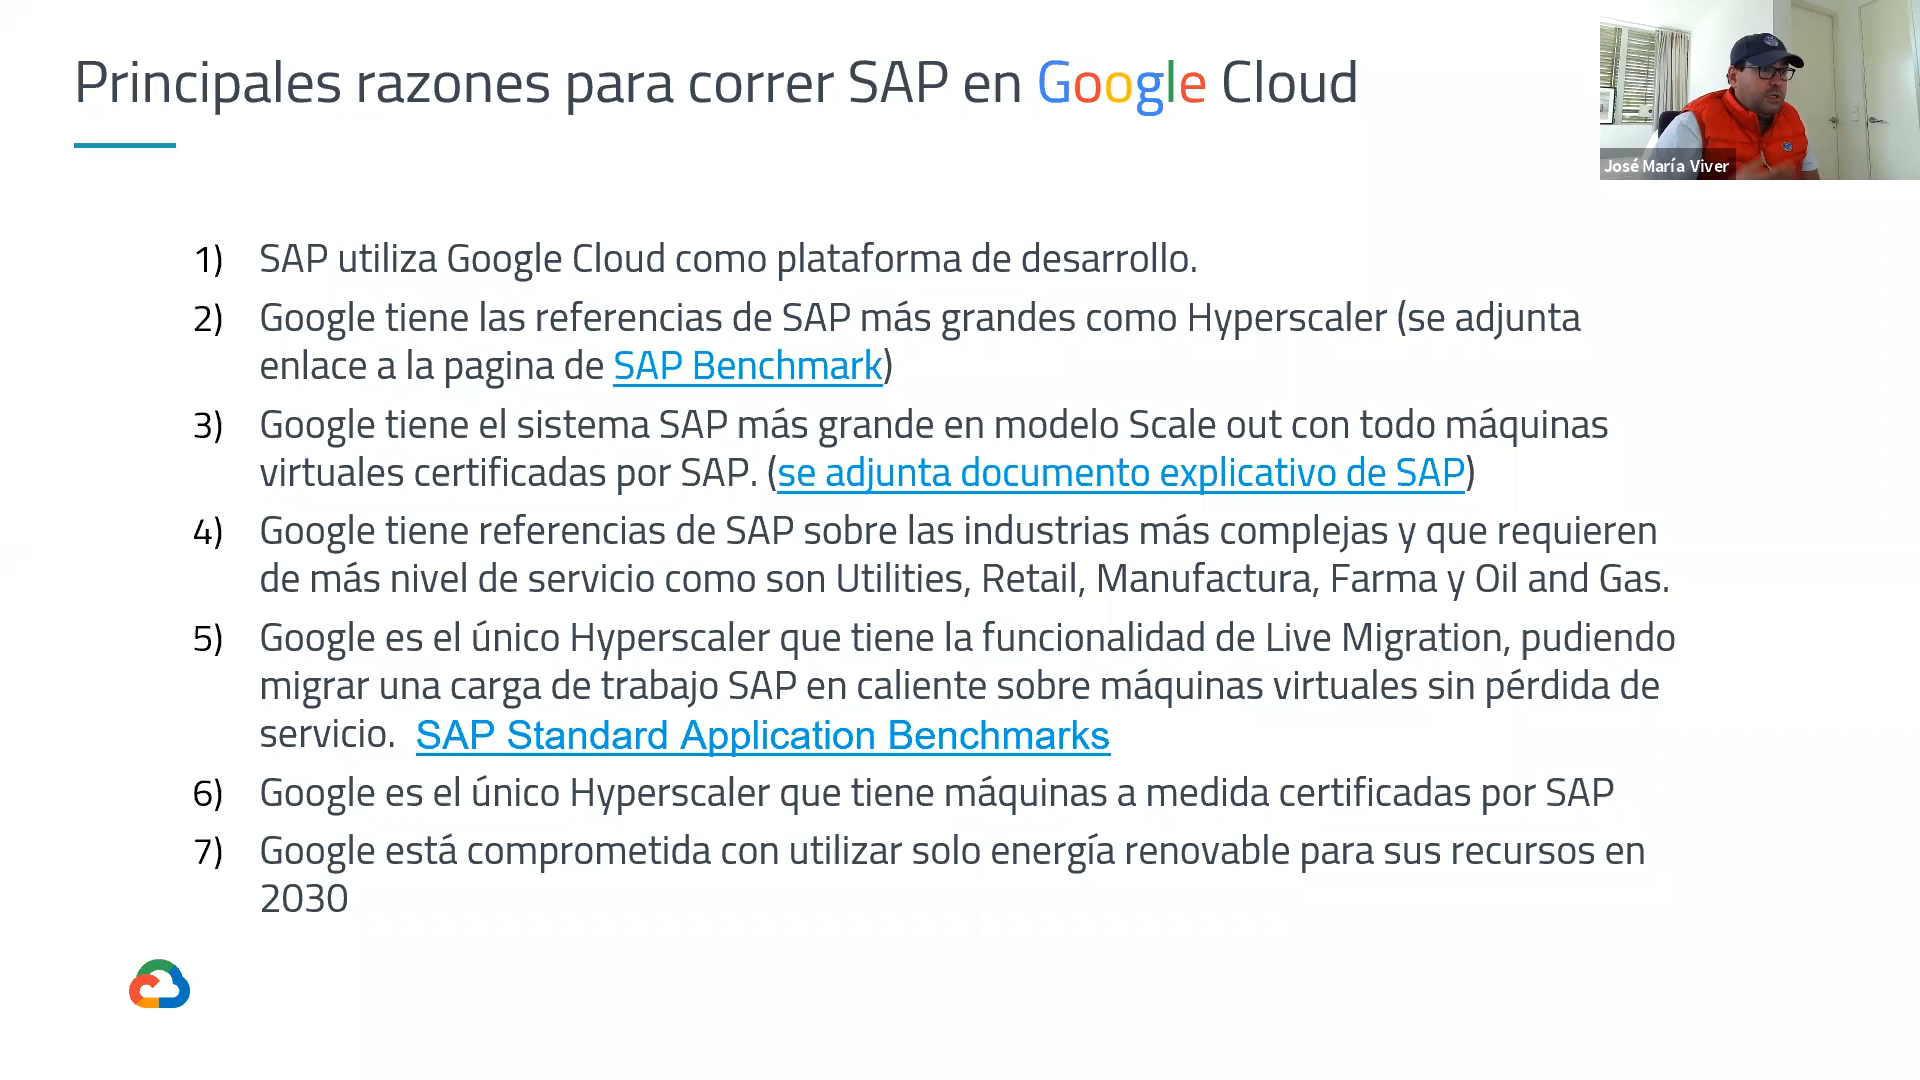 Principales razones para correr SAP en Google Cloud
José María Viver
1) SAP utiliza Google Cloud como plataforma de desarrollo.
2) Google tiene las referencias de SAP más grandes como Hyperscaler (se adjunta
enlace a la pagina de SAP Benchmark)
3) Google tiene el sistema SAP más grande en modelo Scale out con todo máquinas
virtuales certificadas por SAP. (se adjunta documento explicativo de SAP)
4) Google tiene referencias de SAP sobre las industrias más complejas y que requieren
de más nivel de servicio como son Utilities, Retail, Manufactura, Farma y Oil and Gas.
5) Google es el único Hyperscaler que tiene la funcionalidad de Live Migration, pudiendo
migrar una carga de trabajo SAP en caliente sobre máquinas virtuales sin pérdida de
servicio. SAP Standard Application Benchmarks
6) Google es el único Hyperscaler que tiene máquinas a medida certificadas por SAP
7) Google está comprometida con utilizar solo energía renovable para sus recursos en
2030